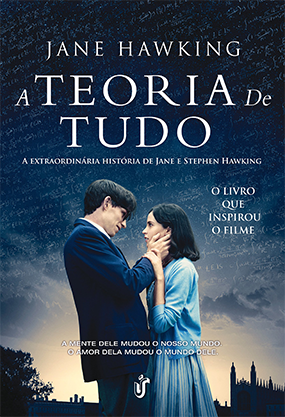 JANE HAWKING
A TEORIA De
TUDO
A EXTRAORDINÁRIA HISTÓRIA DE JANE E STEPHEN HAWKING
O LIVRO
QUE
INSPIROU
O FILME
A MENTE DELE MUDOU O NOSSO MUNDO.
O AMOR DELA MUDOU O MUNDO DELE.